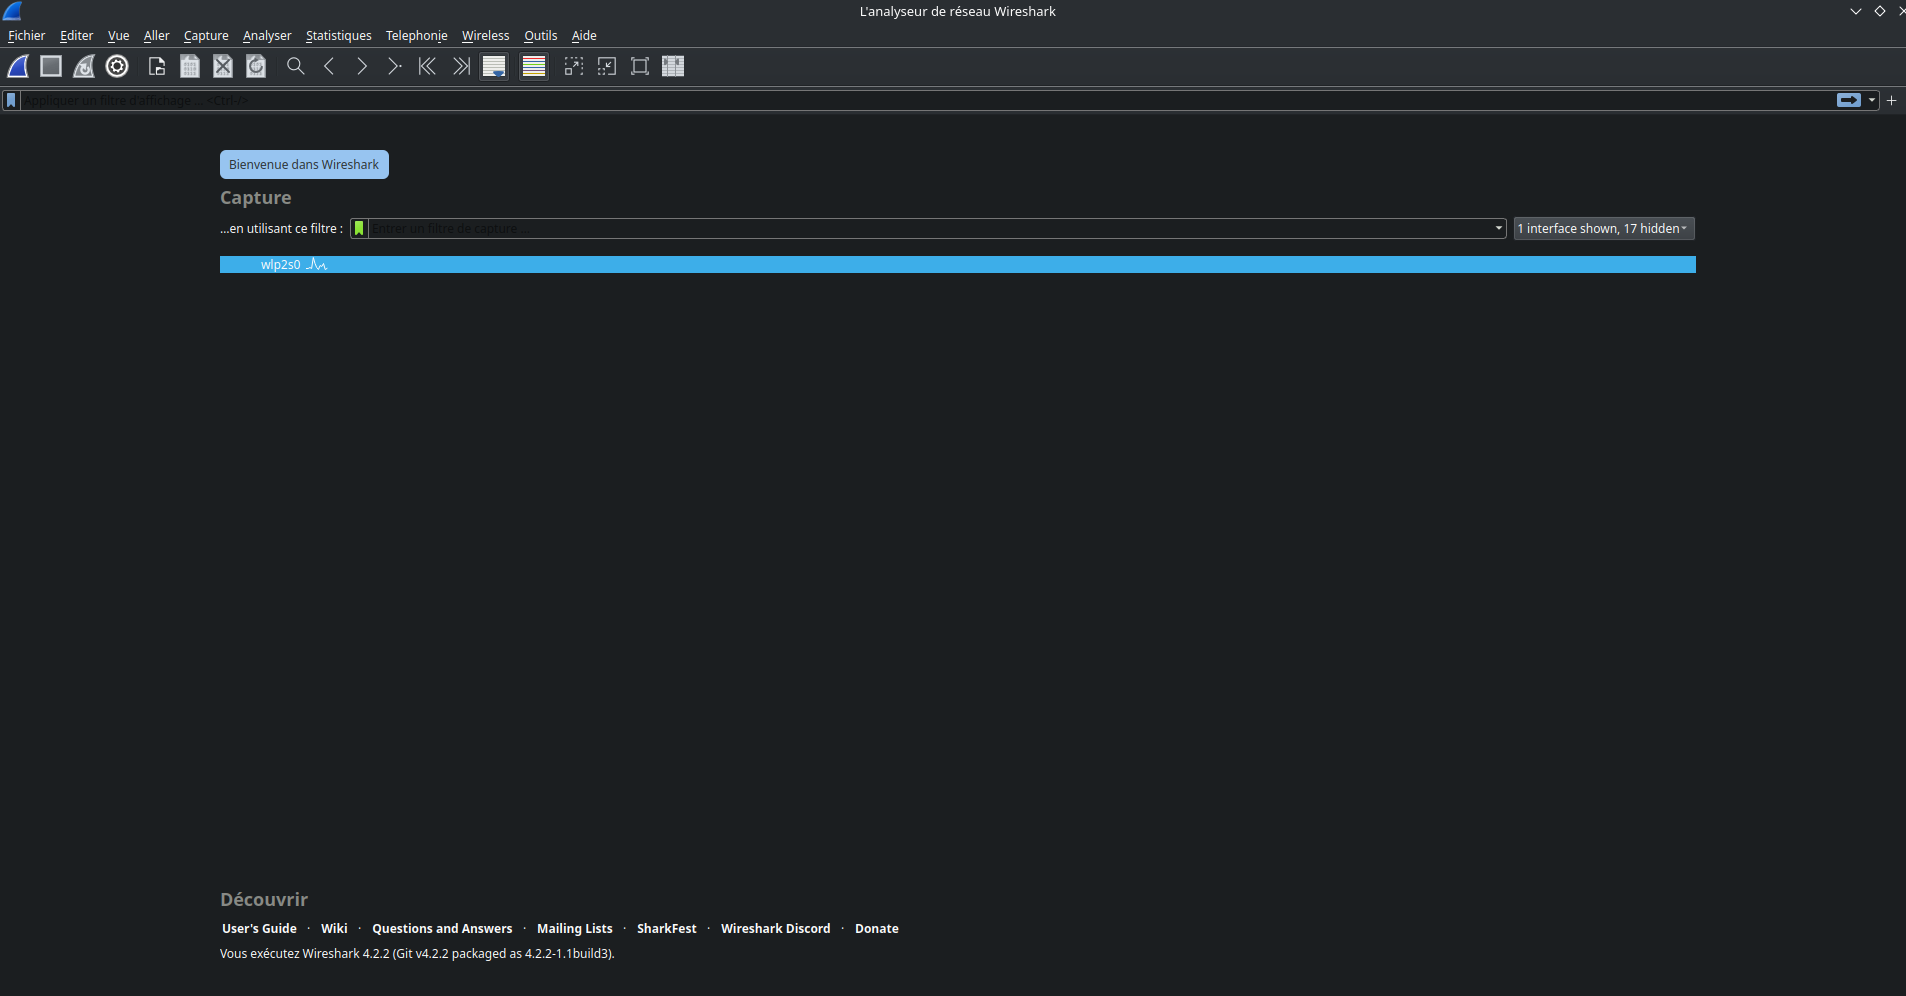 L'analyseur de réseau Wireshark
Fichier Editer Vue Aller Capture Analyser Statistiques Telephonie Wireless Outils Aide
Appliquer un filtre d'affichage... <Ctrl-/>
Bienvenue dans Wireshark
Capture
...en utilisant ce filtre : Entrer un filtre de capture ... 1 interface shown, 17 hidden
wlp2s0
Découvrir
User's Guide · Wiki · Questions and Answers · Mailing Lists · SharkFest · Wireshark Discord · Donate
Vous exécutez Wireshark 4.2.2 (Git v4.2.2 packaged as 4.2.2-1.1build3).